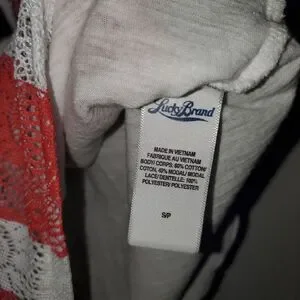 Lucky Brand
MADE IN VIETNAM
FABRIQUE AU VIETNAM
BODY/ CORPS: 60% COTTON/
COTON, 40% MODAL/ MODAL
LACE/ DENTELLE: 100%
POLYESTER/ POLYESTER
S/P